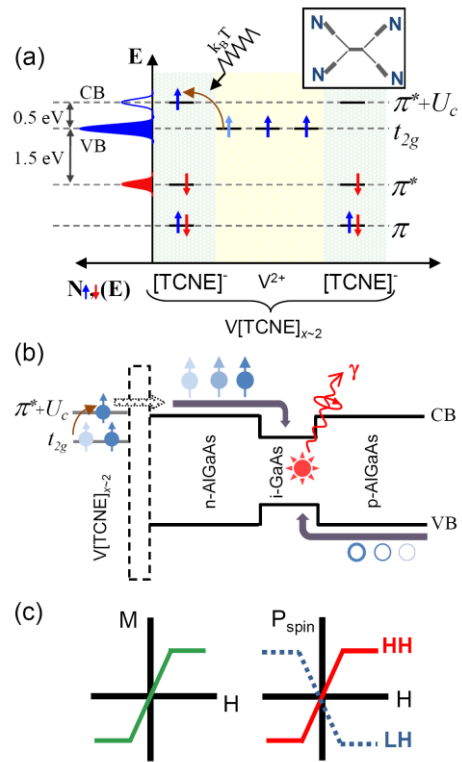 (a)
E
k_BT
N
N
N
N
CB
π*+U_c
0.5 eV
VB
t_2g
1.5 eV
π*
π
N(E)
[TCNE]⁻
V²⁺
[TCNE]⁻
V[TCNE]_x~2
(b)
γ
π*+U_c
CB
t_2g
V[TCNE]_x~2
n-AlGaAs
i-GaAs
p-AlGaAs
VB
(c)
M
P_spin
HH
H
H
LH